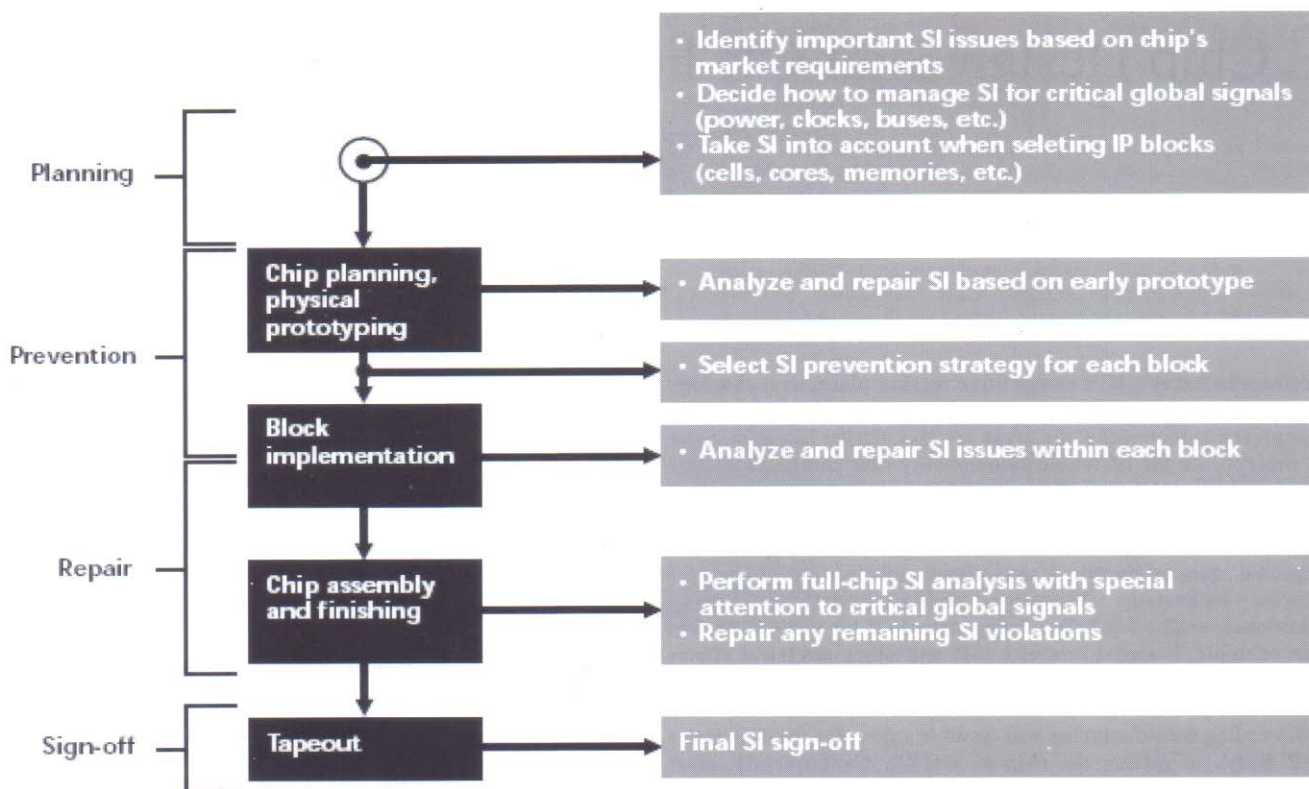 • Identify important SI issues based on chip's
market requirements
• Decide how to manage SI for critical global signals
(power, clocks, buses, etc.)
• Take SI into account when seleting IP blocks
(cells, cores, memories, etc.)
Planning
Chip planning,
physical
prototyping
• Analyze and repair SI based on early prototype
Prevention
• Select SI prevention strategy for each block
Block
implementation
• Analyze and repair SI issues within each block
Repair
Chip assembly
and finishing
• Perform full-chip SI analysis with special
attention to critical global signals
• Repair any remaining SI violations
Sign-off
Tapeout
Final SI sign-off